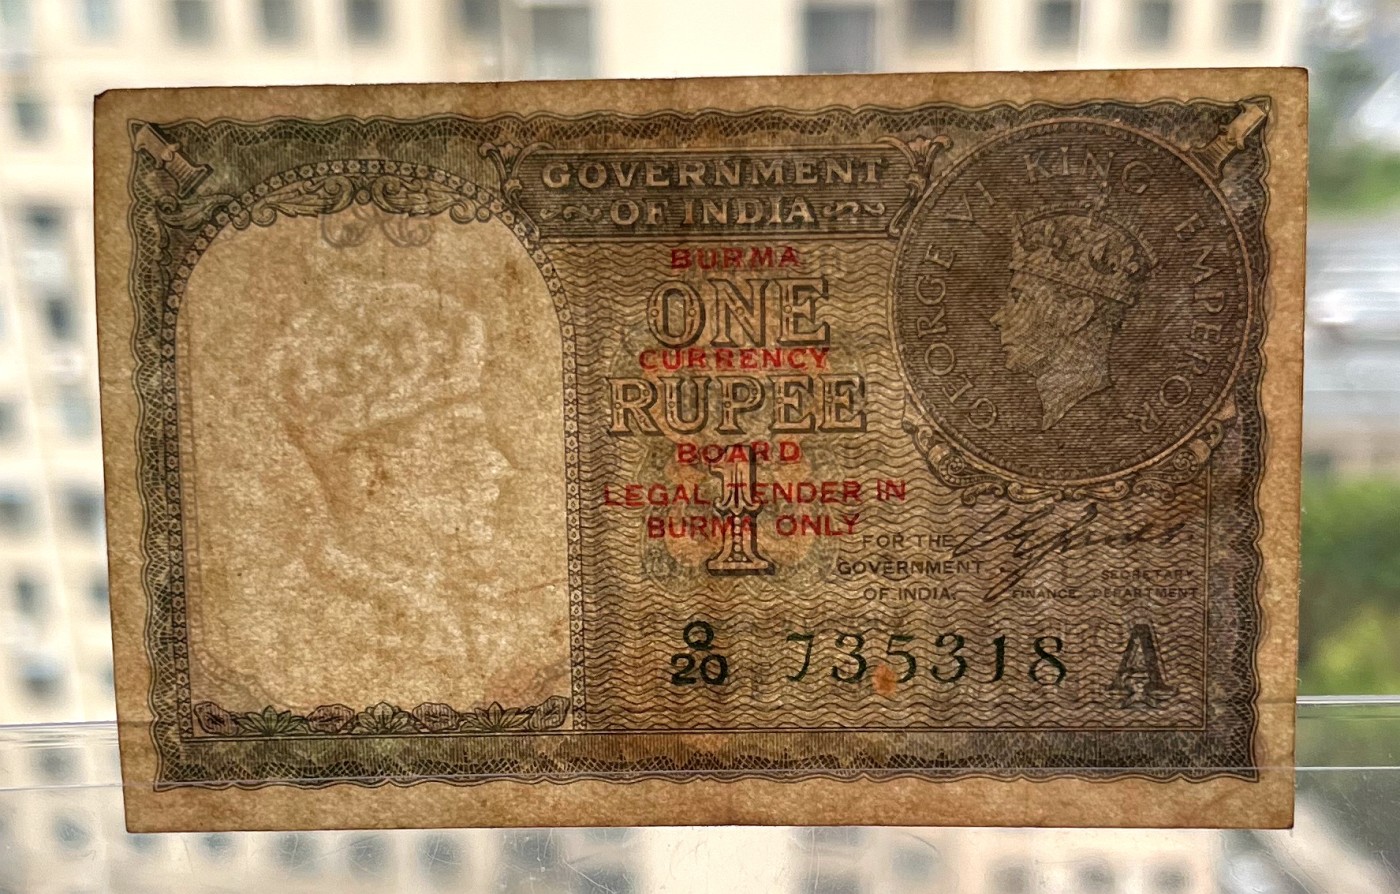 GOVERNMENT
OF INDIA
GEORGE VI KING EMPEROR
BURMA
ONE
CURRENCY
RUPEE
BOARD
1
LEGAL TENDER IN
BURMA ONLY
FOR THE
GOVERNMENT
OF INDIA.
SECRETARY
FINANCE DEPARTMENT
Q
20 735318 A